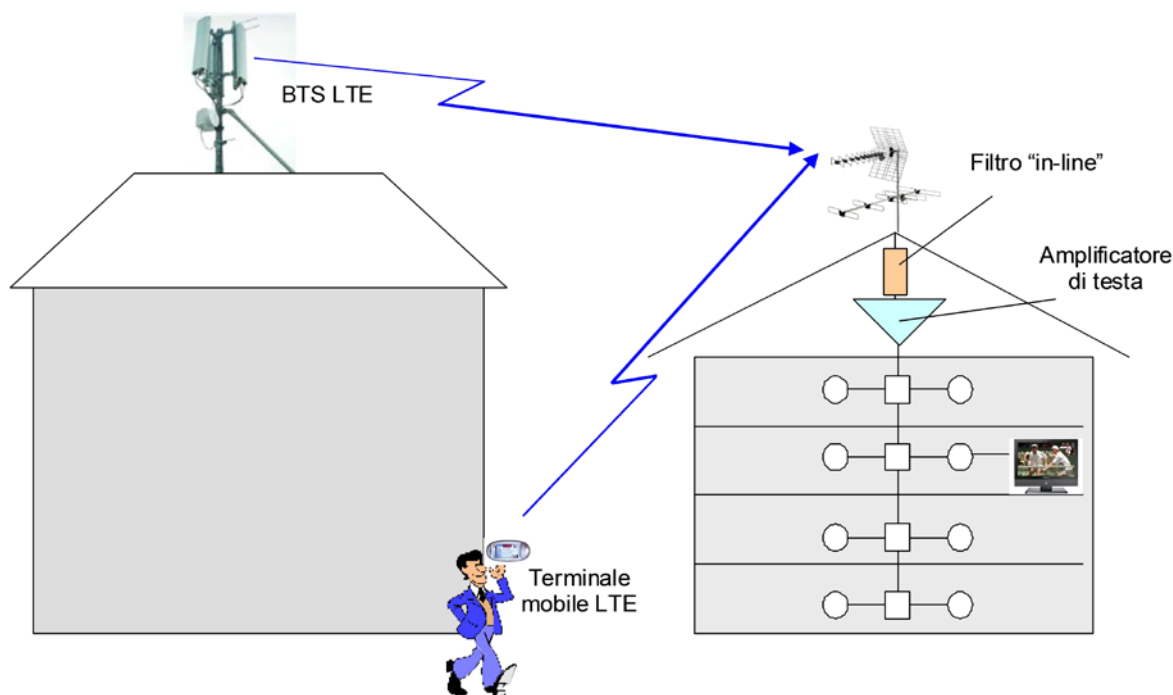 BTS LTE
Filtro “in-line”
Amplificatore
di testa
Terminale
mobile LTE